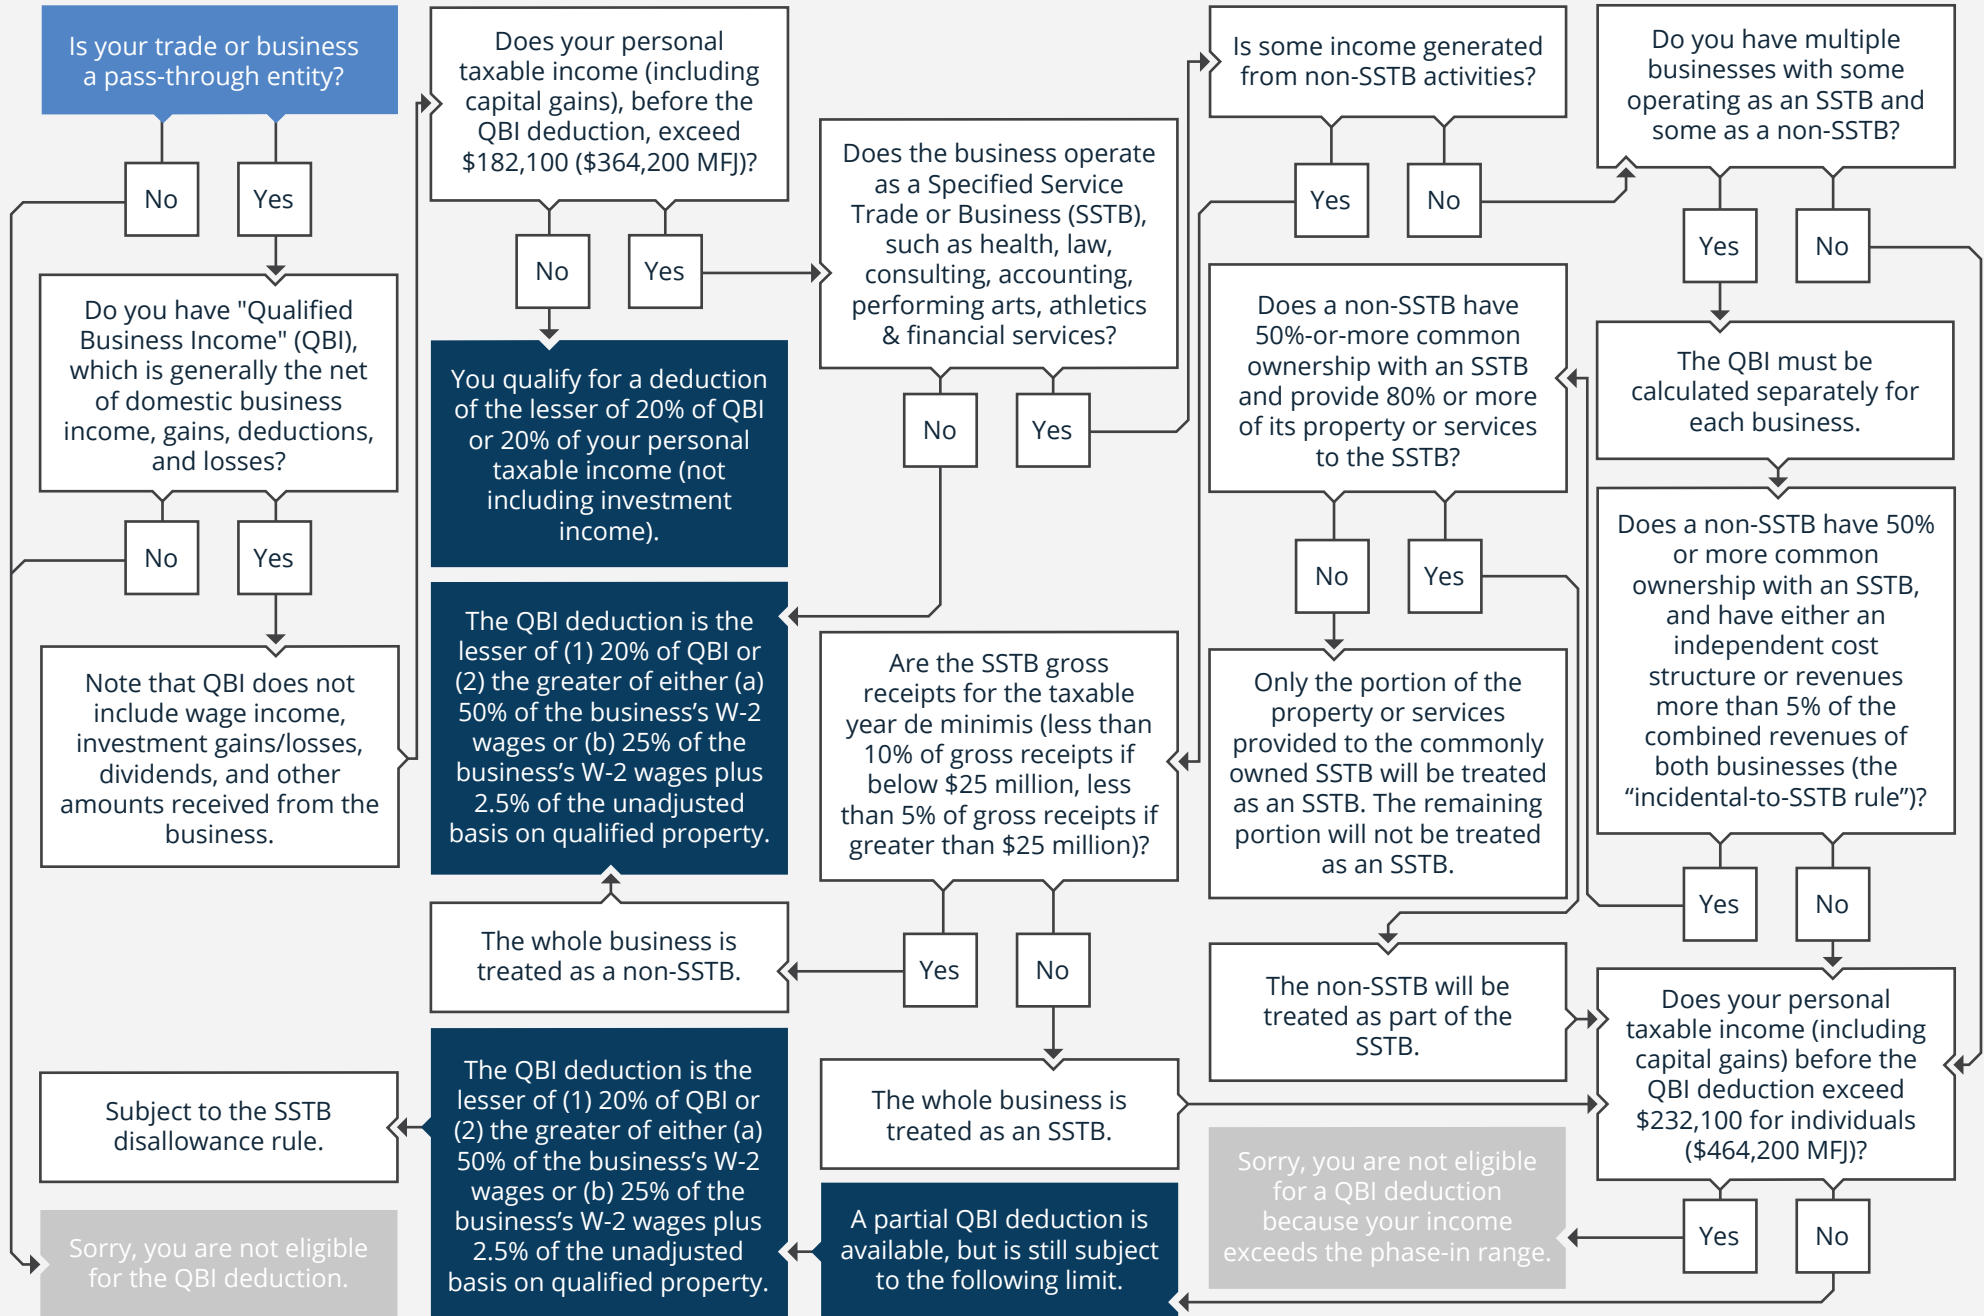 Is your trade or business
a pass-through entity?
No
Yes
Do you have "Qualified
Business Income" (QBI),
which is generally the net
of domestic business
income, gains, deductions,
and losses?
No
Yes
Note that QBI does not
include wage income,
investment gains/losses,
dividends, and other
amounts received from the
business.
Does your personal
taxable income (including
capital gains), before the
QBI deduction, exceed
$182,100 ($364,200 MFJ)?
No
Yes
You qualify for a deduction
of the lesser of 20% of QBI
or 20% of your personal
taxable income (not
including investment
income).
Does the business operate
as a Specified Service
Trade or Business (SSTB),
such as health, law,
consulting, accounting,
performing arts, athletics
& financial services?
No
Yes
The QBI deduction is the
lesser of (1) 20% of QBI or
(2) the greater of either (a)
50% of the business’s W-2
wages or (b) 25% of the
business’s W-2 wages plus
2.5% of the unadjusted
basis on qualified property.
Is some income generated
from non-SSTB activities?
Yes
No
Are the SSTB gross
receipts for the taxable
year de minimis (less than
10% of gross receipts if
below $25 million, less
than 5% of gross receipts if
greater than $25 million)?
Yes
No
The whole business is
treated as a non-SSTB.
The whole business is
treated as an SSTB.
Do you have multiple
businesses with some
operating as an SSTB and
some as a non-SSTB?
Yes
No
The QBI must be
calculated separately for
each business.
Does a non-SSTB have 50%
or more common
ownership with an SSTB,
and have either an
independent cost
structure or revenues
more than 5% of the
combined revenues of
both businesses (the
“incidental-to-SSTB rule”)?
Yes
No
Does a non-SSTB have
50%-or-more common
ownership with an SSTB
and provide 80% or more
of its property or services
to the SSTB?
No
Yes
Only the portion of the
property or services
provided to the commonly
owned SSTB will be treated
as an SSTB. The remaining
portion will not be treated
as an SSTB.
The non-SSTB will be
treated as part of the
SSTB.
Does your personal
taxable income (including
capital gains) before the
QBI deduction exceed
$232,100 for individuals
($464,200 MFJ)?
Yes
No
Sorry, you are not eligible
for a QBI deduction
because your income
exceeds the phase-in range.
A partial QBI deduction is
available, but is still subject
to the following limit.
The QBI deduction is the
lesser of (1) 20% of QBI or
(2) the greater of either (a)
50% of the business’s W-2
wages or (b) 25% of the
business’s W-2 wages plus
2.5% of the unadjusted
basis on qualified property.
Subject to the SSTB
disallowance rule.
Sorry, you are not eligible
for the QBI deduction.